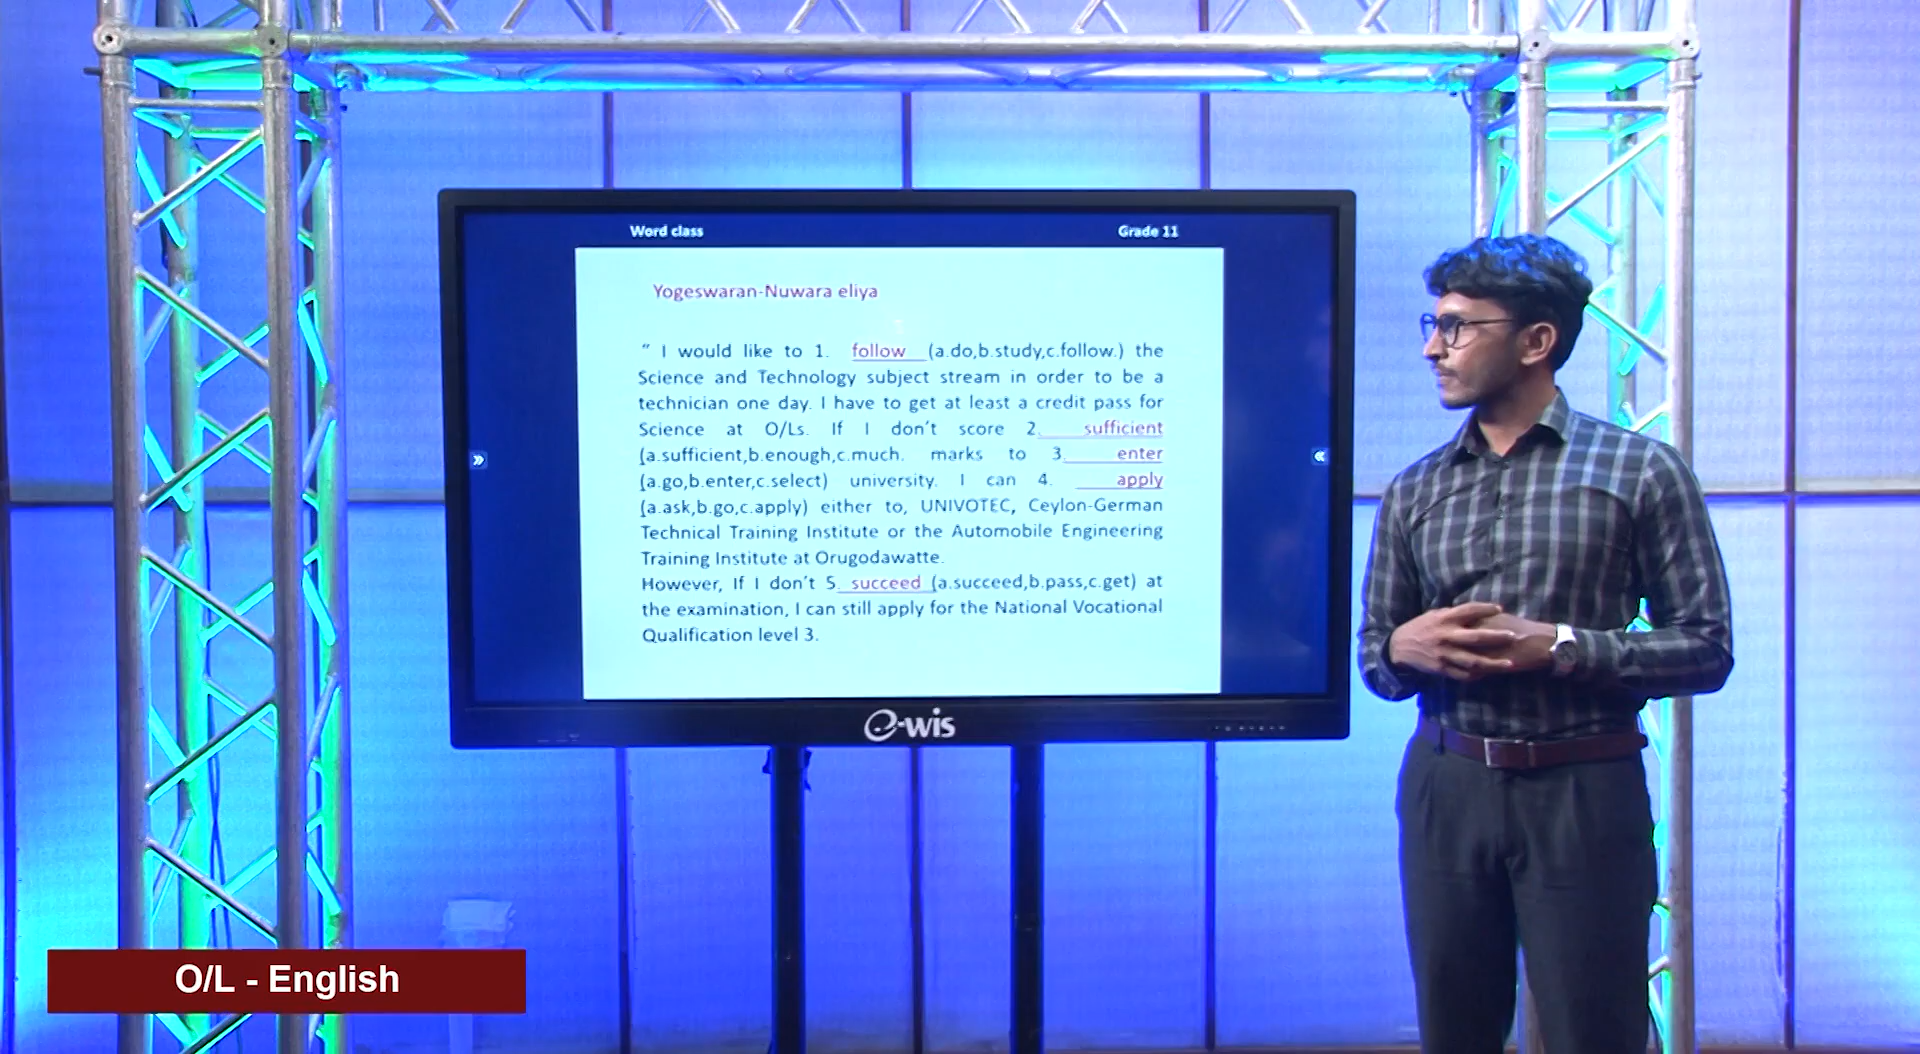 Word class Grade 11
Yogeswaran-Nuwara eliya
“ I would like to 1. follow (a.do,b.study,c.follow.) the
Science and Technology subject stream in order to be a
technician one day. I have to get at least a credit pass for
Science at O/Ls. If I don't score 2. sufficient
(a.sufficient,b.enough,c.much. marks to 3. enter
(a.go,b.enter,c.select) university. I can 4. apply
(a.ask,b.go,c.apply) either to, UNIVOTEC, Ceylon-German
Technical Training Institute or the Automobile Engineering
Training Institute at Orugodawatte.
However, If I don't 5. succeed (a.succeed,b.pass,c.get) at
the examination, I can still apply for the National Vocational
Qualification level 3.
e-wis
O/L - English